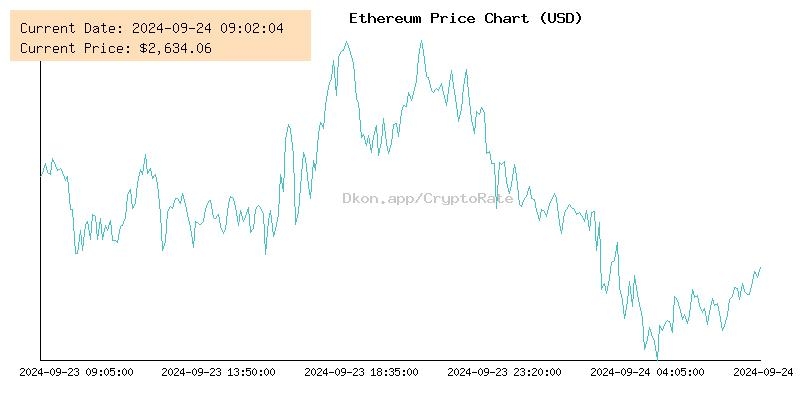 Ethereum Price Chart (USD)
Current Date: 2024-09-24 09:02:04
Current Price: $2,634.06
Dkon.app/CryptoRate
2024-09-23 09:05:00 2024-09-23 13:50:00 2024-09-23 18:35:00 2024-09-23 23:20:00 2024-09-24 04:05:00 2024-09-24